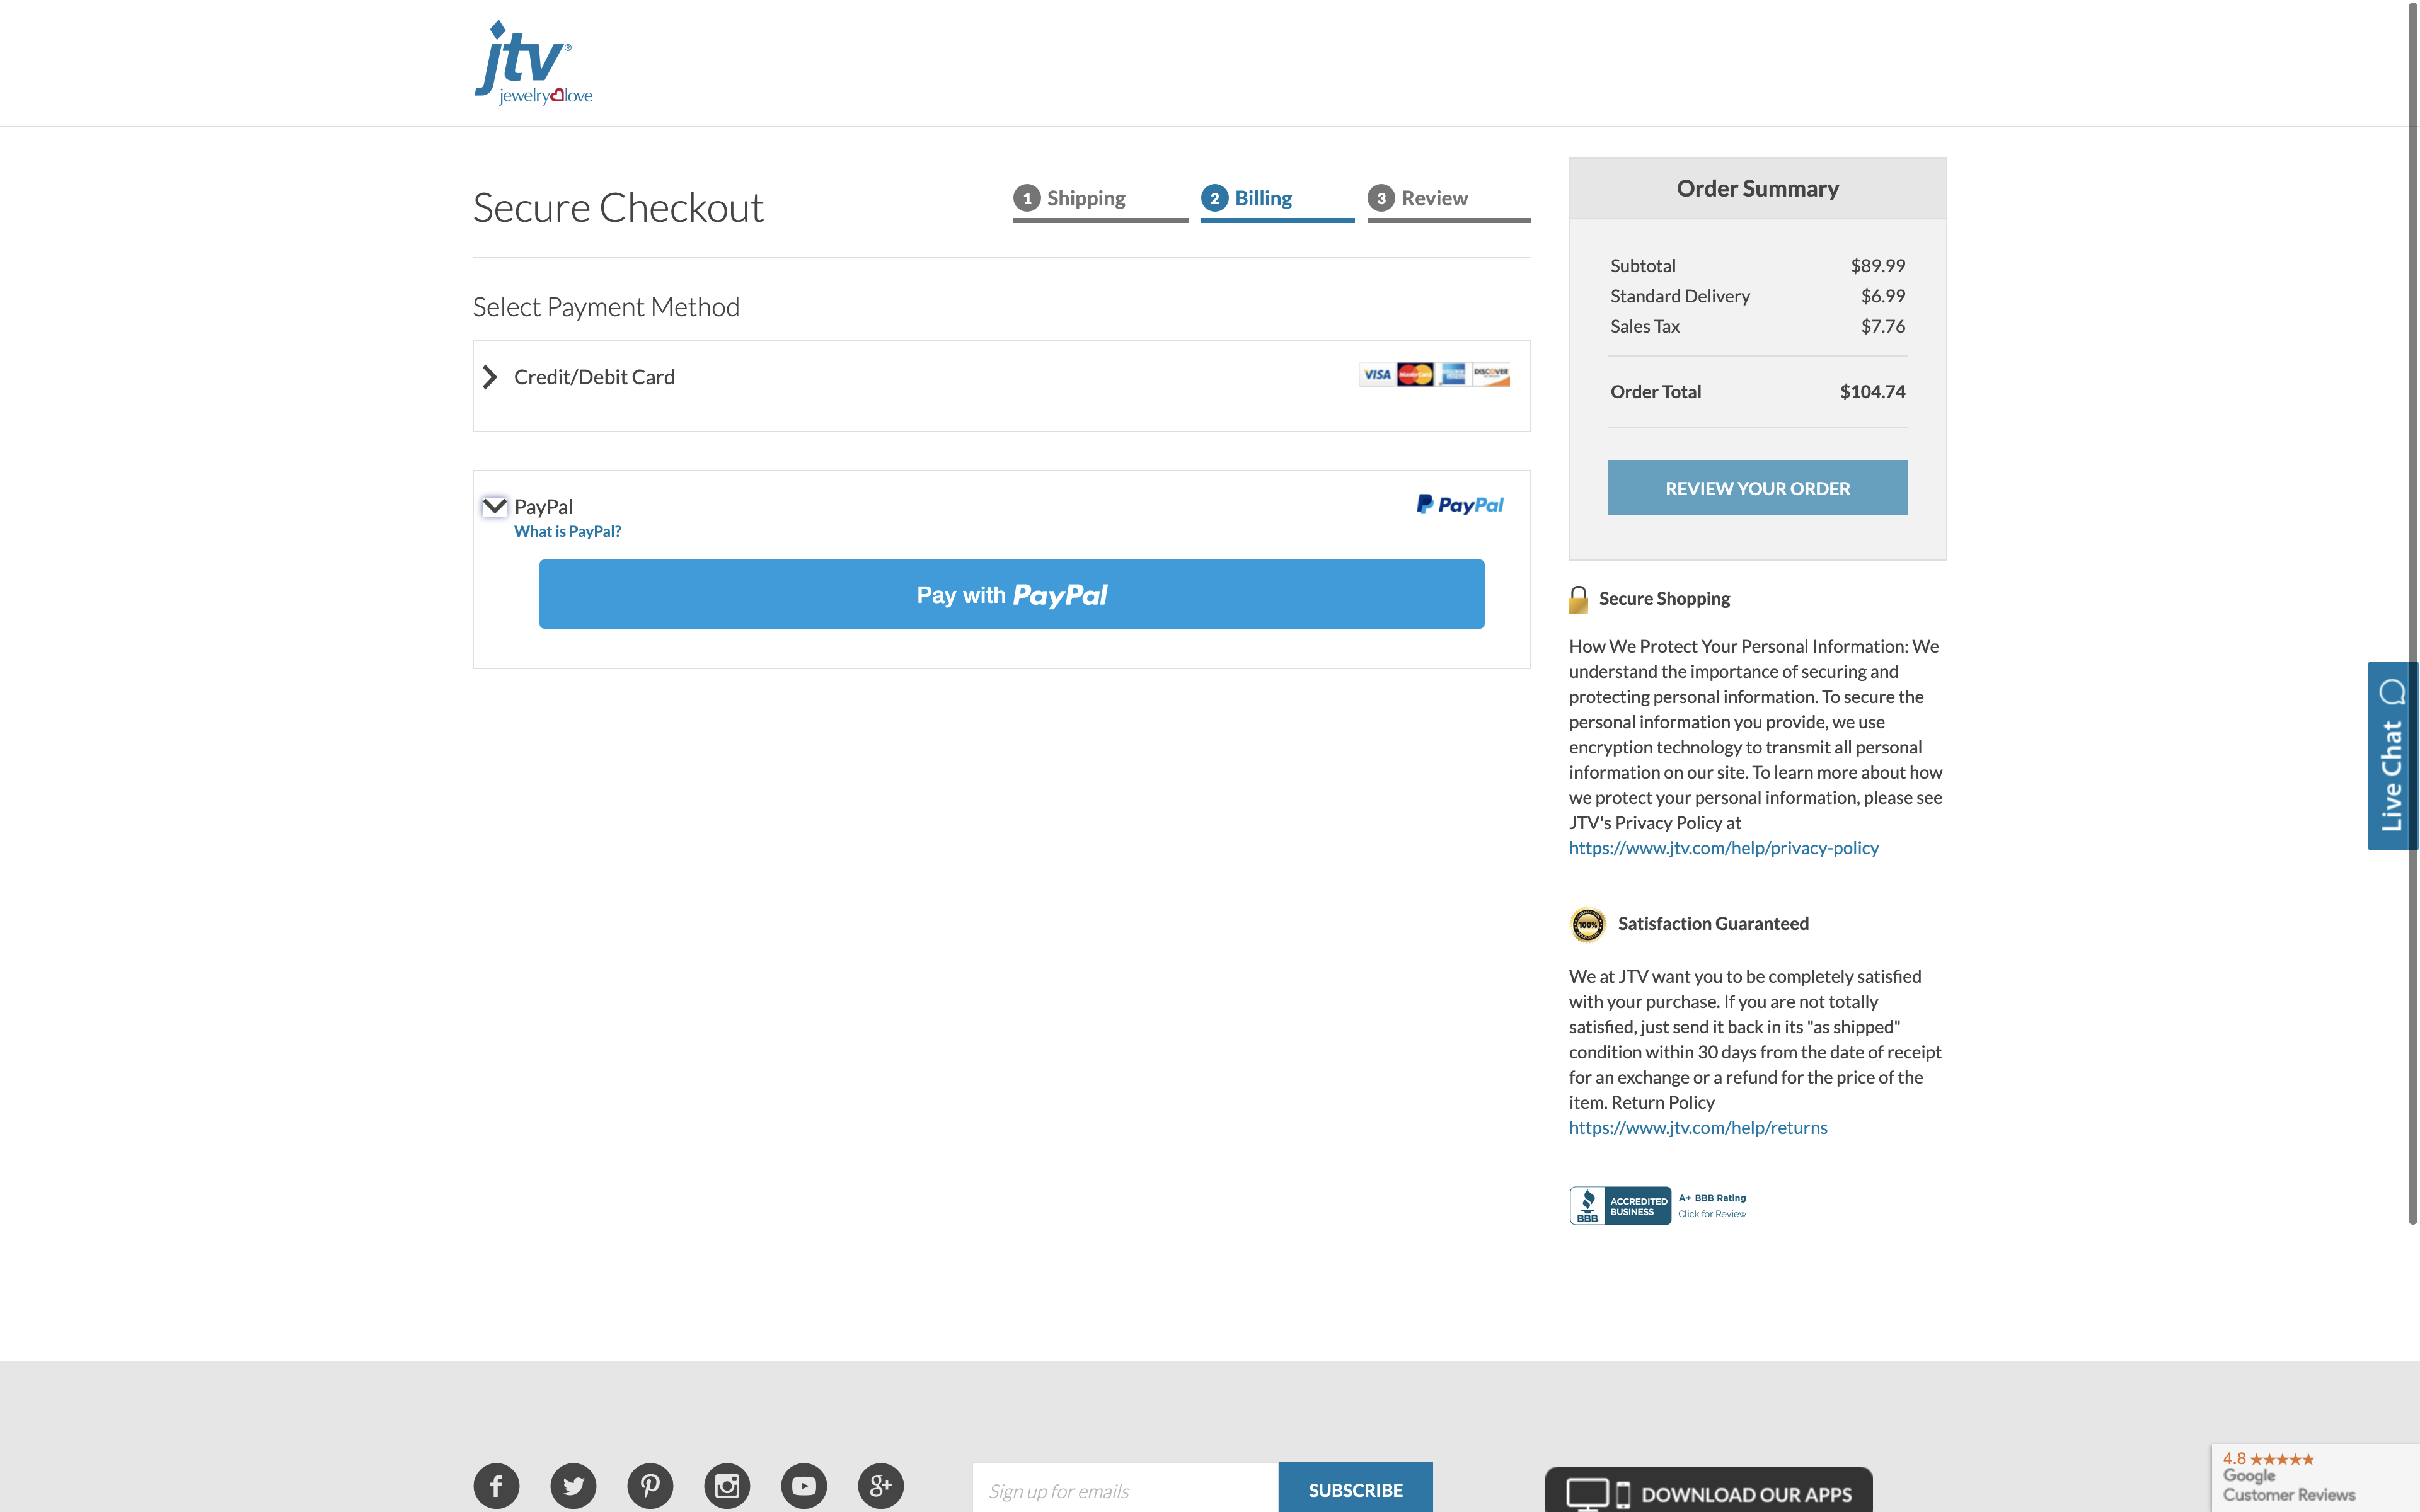 jtv®
jewelry love
Secure Checkout
1 Shipping
2 Billing
3 Review
Select Payment Method
Credit/Debit Card
VISA MasterCard DISCOVER
PayPal
What is PayPal?
PayPal
Pay with PayPal
Order Summary
Subtotal $89.99
Standard Delivery $6.99
Sales Tax $7.76
Order Total $104.74
REVIEW YOUR ORDER
Secure Shopping
How We Protect Your Personal Information: We
understand the importance of securing and
protecting personal information. To secure the
personal information you provide, we use
encryption technology to transmit all personal
information on our site. To learn more about how
we protect your personal information, please see
JTV's Privacy Policy at
https://www.jtv.com/help/privacy-policy
100%
Satisfaction Guaranteed
We at JTV want you to be completely satisfied
with your purchase. If you are not totally
satisfied, just send it back in its "as shipped"
condition within 30 days from the date of receipt
for an exchange or a refund for the price of the
item. Return Policy
https://www.jtv.com/help/returns
BBB
ACCREDITED
BUSINESS
A+ BBB Rating
Click for Review
Live Chat
Sign up for emails
SUBSCRIBE
DOWNLOAD OUR APPS
4.8
Google
Customer Reviews